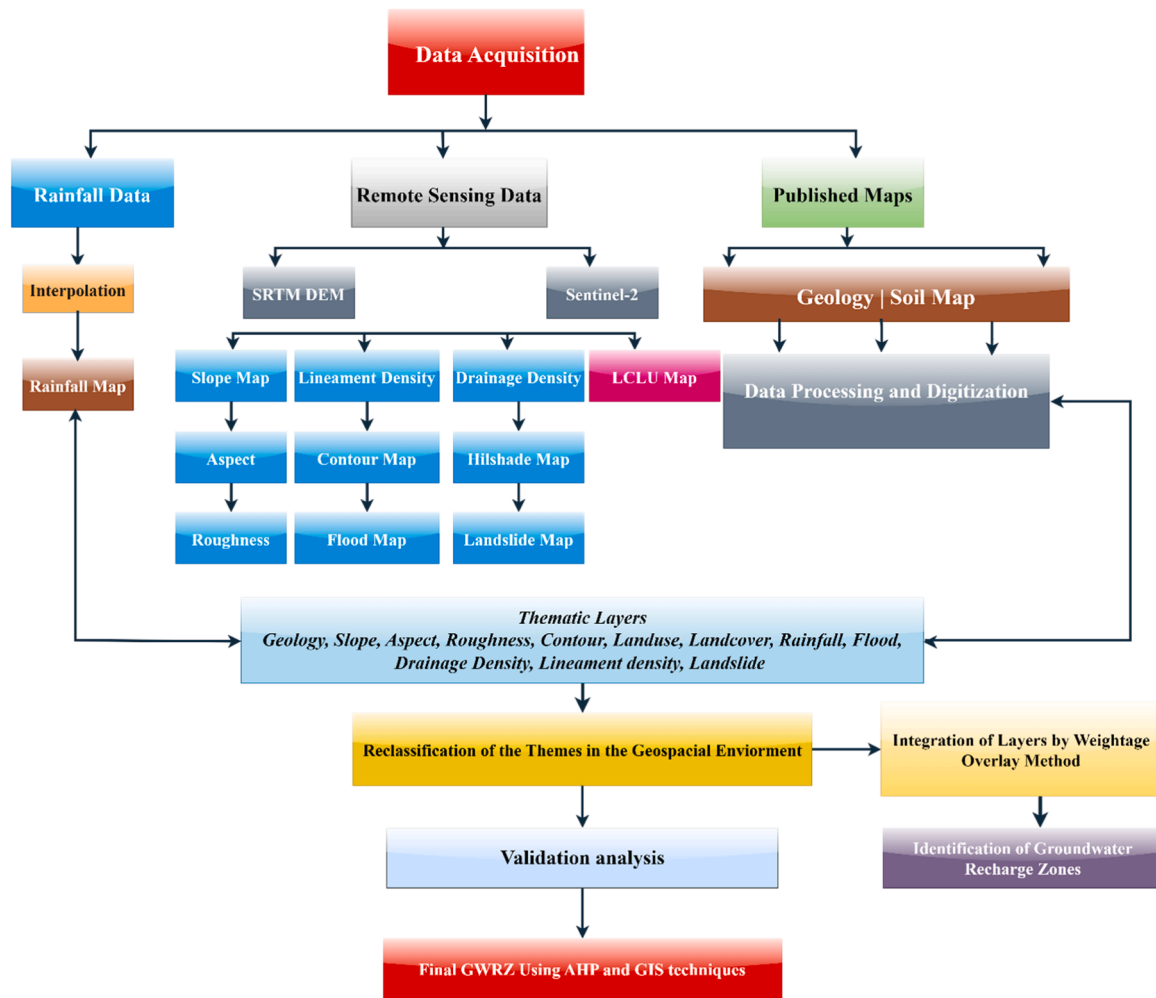 Data Acquisition
Rainfall Data
Remote Sensing Data
Published Maps
Interpolation
SRTM DEM
Sentinel-2
Geology | Soil Map
Rainfall Map
Slope Map
Lineament Density
Drainage Density
LCLU Map
Data Processing and Digitization
Aspect
Contour Map
Hilshade Map
Roughness
Flood Map
Landslide Map
Thematic Layers
Geology, Slope, Aspect, Roughness, Contour, Landuse, Landcover, Rainfall, Flood,
Drainage Density, Lineament density, Landslide
Reclassification of the Themes in the Geospacial Enviorment
Integration of Layers by Weightage
Overlay Method
Validation analysis
Identification of Groundwater
Recharge Zones
Final GWRZ Using AHP and GIS techniques